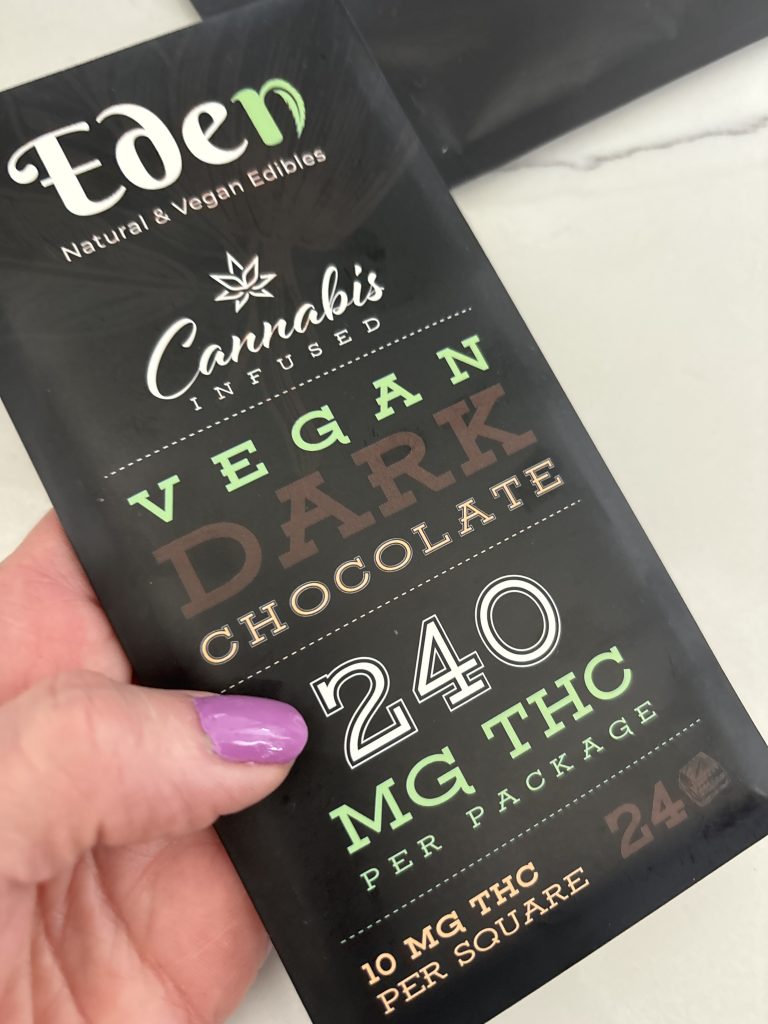 Eden
Natural & Vegan Edibles
Cannabis
INFUSED
VEGAN
DARK
CHOCOLATE
240
MG THC
PER PACKAGE
24
10 MG THC
PER SQUARE